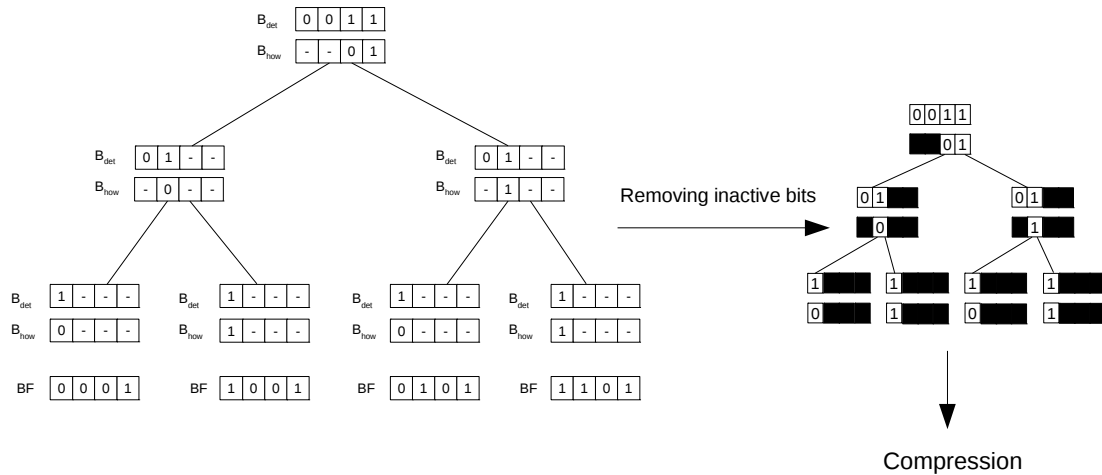 B_det 0 0 1 1
B_how - - 0 1
0 0 1 1
0 1
B_det 0 1 - -
B_how - 0 - -
B_det 0 1 - -
B_how - 1 - -
Removing inactive bits
0 1
0
0 1
1
B_det 1 - - -
B_how 0 - - -
B_det 1 - - -
B_how 1 - - -
B_det 1 - - -
B_how 0 - - -
B_det 1 - - -
B_how 1 - - -
1
0
1
1
1
0
1
1
BF 0 0 0 1
BF 1 0 0 1
BF 0 1 0 1
BF 1 1 0 1
Compression